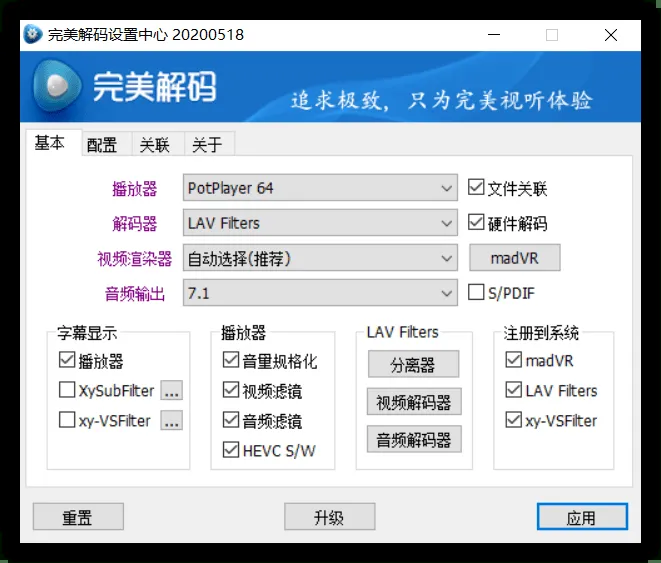 完美解码设置中心 20200518
完美解码
追求极致，只为完美视听体验
基本 配置 关联 关于
播放器 PotPlayer 64 文件关联
解码器 LAV Filters 硬件解码
视频渲染器 自动选择(推荐) madVR
音频输出 7.1 S/PDIF
字幕显示 播放器 LAV Filters 注册到系统
播放器 音量规格化 分离器 madVR
XySubFilter ... 视频滤镜 视频解码器 LAV Filters
xy-VSFilter ... 音频滤镜 音频解码器 xy-VSFilter
HEVC S/W
重置 升级 应用